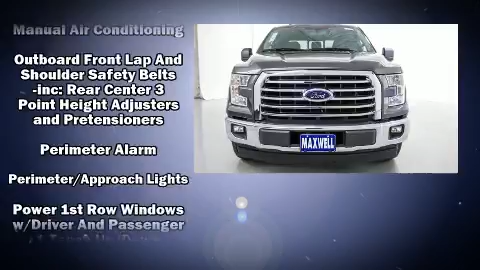 Manual Air Conditioning
Outboard Front Lap And
Shoulder Safety Belts
-inc: Rear Center 3
Point Height Adjusters
and Pretensioners
Perimeter Alarm
Perimeter/Approach Lights
Power 1st Row Windows
w/Driver And Passenger
Ford
MAXWELL